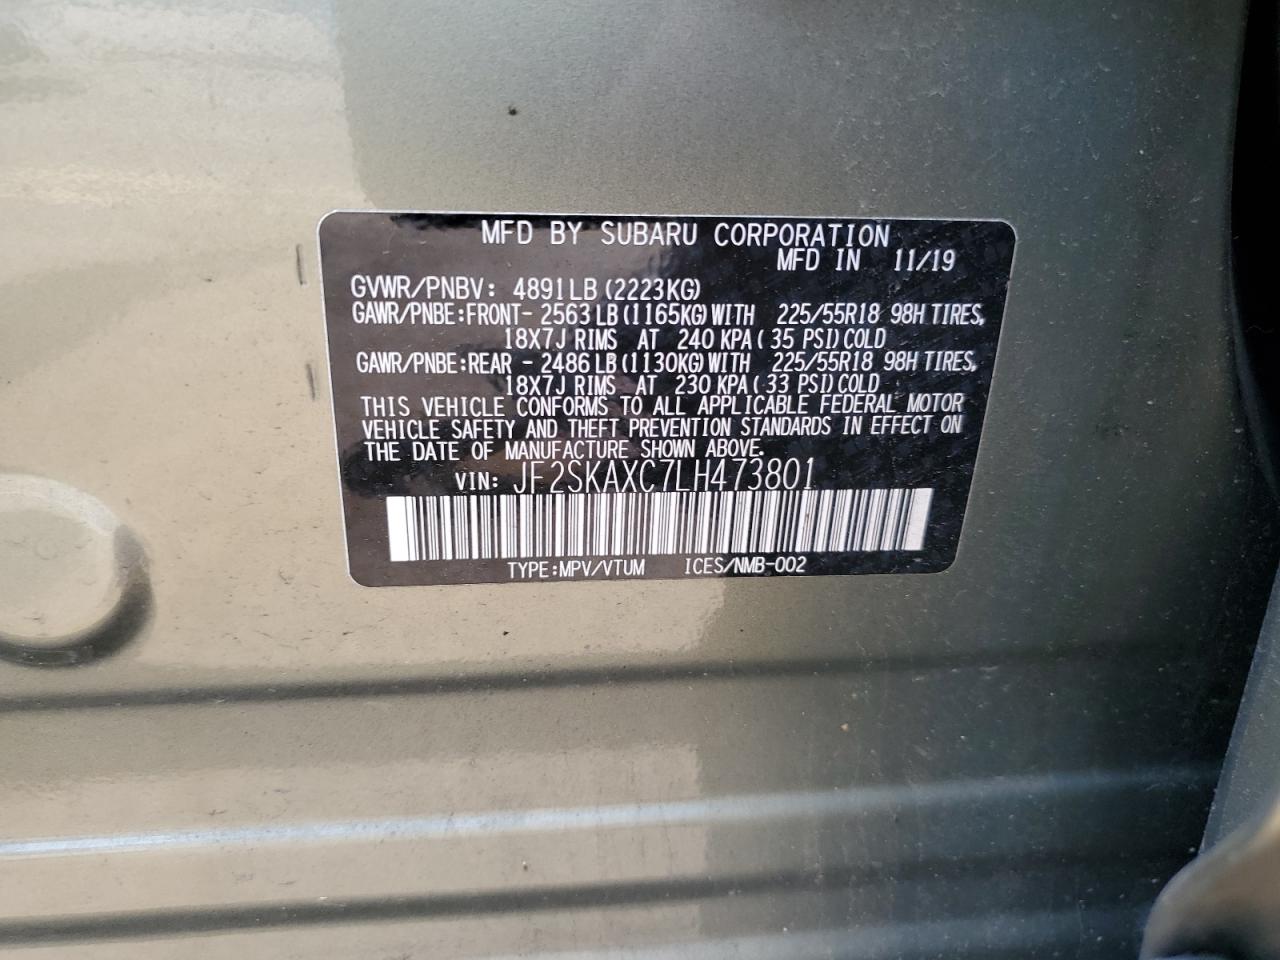 MFD BY SUBARU CORPORATION
MFD IN 11/19
GVWR/PNBV: 4891LB (2223KG)
GAWR/PNBE:FRONT- 2563 LB (1165KG) WITH 225/55R18 98H TIRES,
18X7J RIMS AT 240 KPA ( 35 PSI) COLD
GAWR/PNBE:REAR - 2486 LB (1130KG) WITH 225/55R18 98H TIRES,
18X7J RIMS AT 230 KPA ( 33 PSI) COLD
THIS VEHICLE CONFORMS TO ALL APPLICABLE FEDERAL MOTOR
VEHICLE SAFETY AND THEFT PREVENTION STANDARDS IN EFFECT ON
THE DATE OF MANUFACTURE SHOWN ABOVE.
VIN: JF2SKAXC7LH473801
TYPE:MPV/VTUM ICES/NMB-002